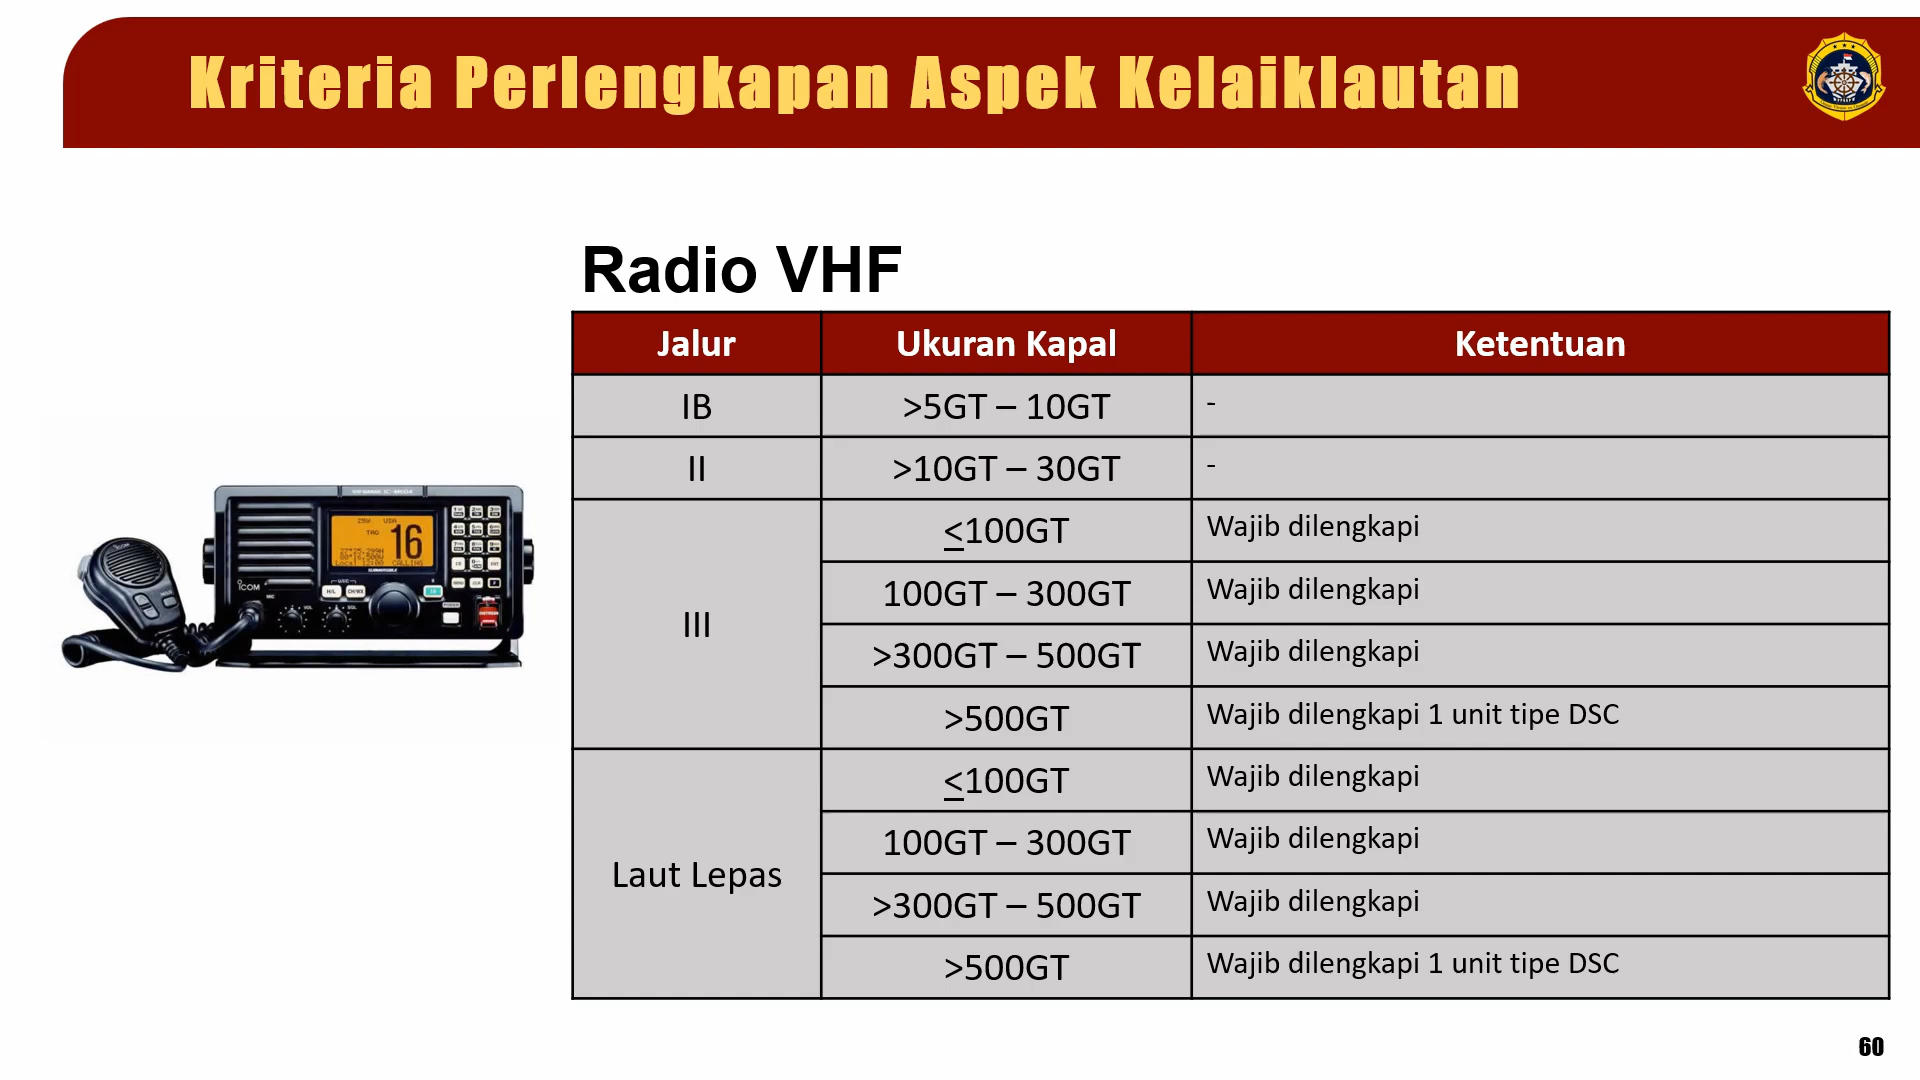 Kriteria Perlengkapan Aspek Kelaiklautan
Radio VHF
Jalur Ukuran Kapal Ketentuan
IB >5GT – 10GT -
II >10GT – 30GT -
III
≤100GT Wajib dilengkapi
100GT – 300GT Wajib dilengkapi
>300GT – 500GT Wajib dilengkapi
>500GT Wajib dilengkapi 1 unit tipe DSC
Laut Lepas
≤100GT Wajib dilengkapi
100GT – 300GT Wajib dilengkapi
>300GT – 500GT Wajib dilengkapi
>500GT Wajib dilengkapi 1 unit tipe DSC
16
ICOM
60